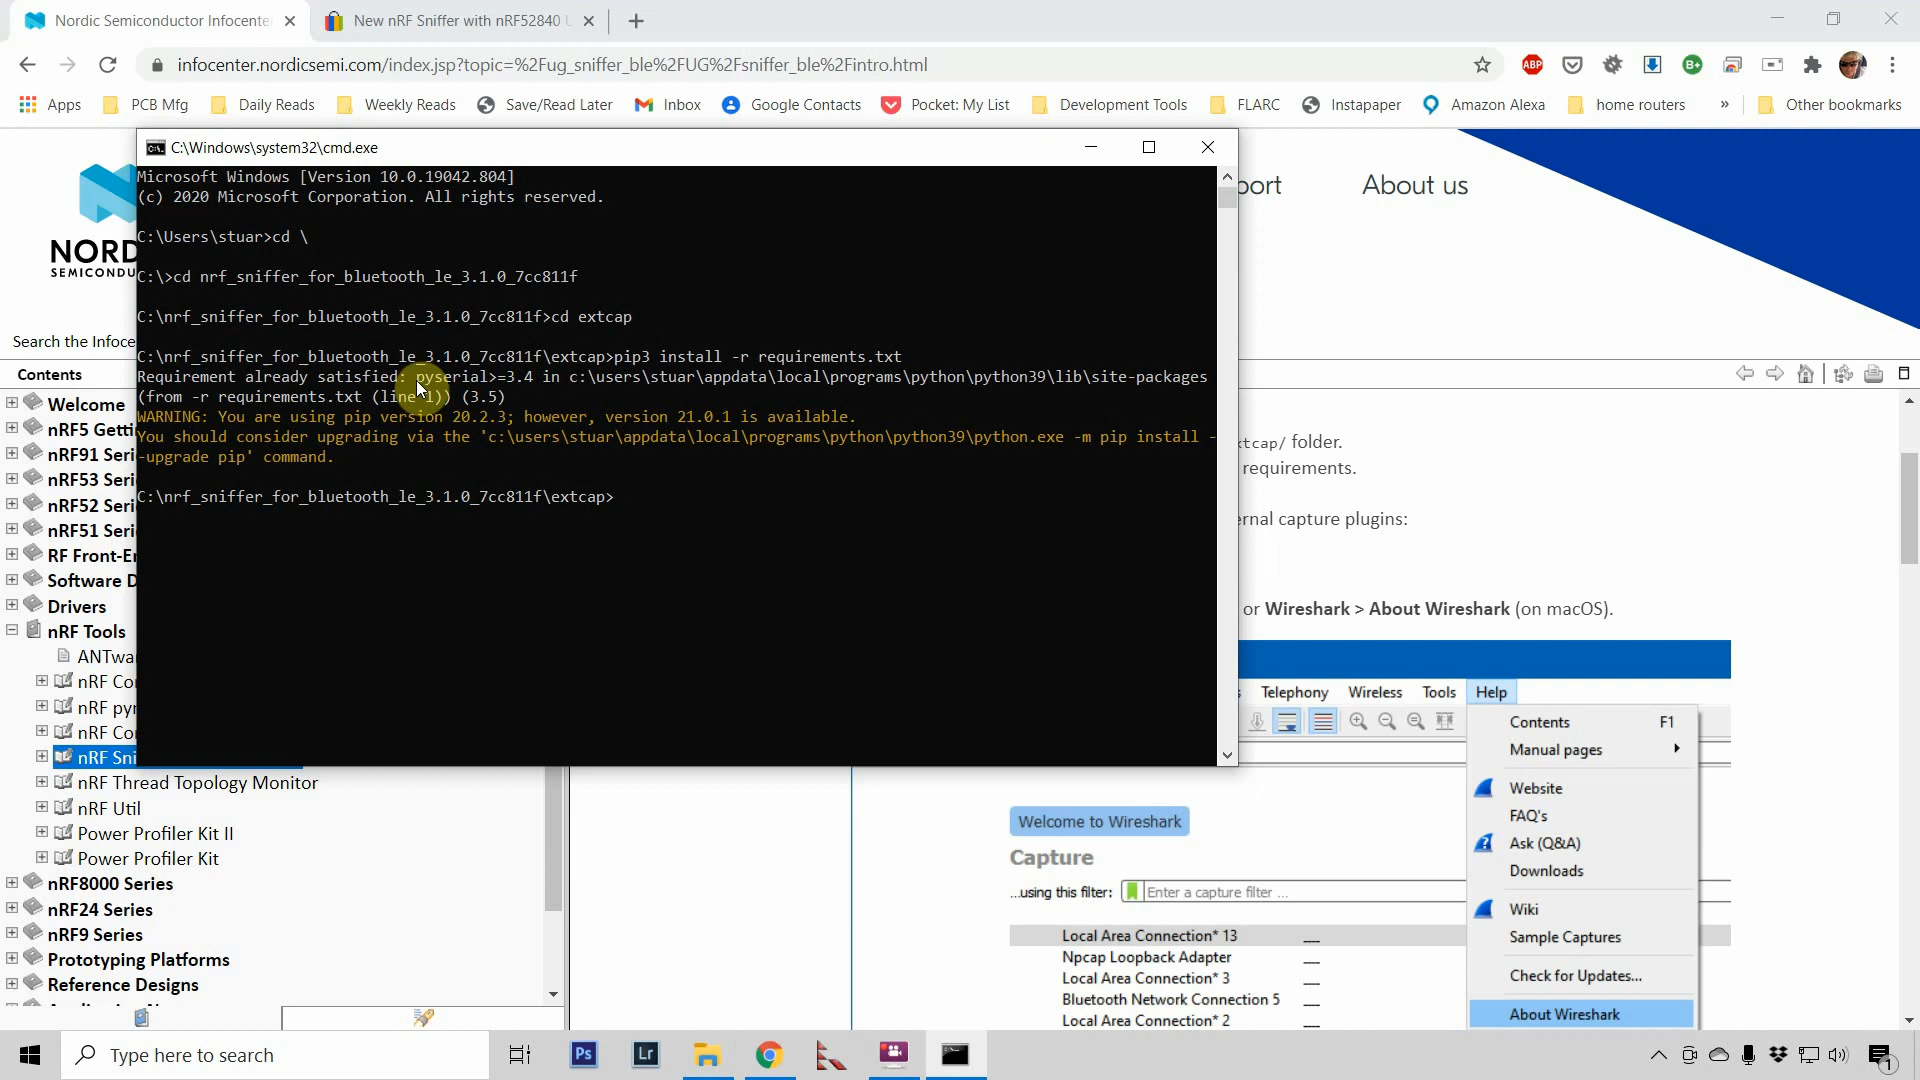 Nordic Semiconductor Infocente
New nRF Sniffer with nRF52840 U
infocenter.nordicsemi.com/index.jsp?topic=%2Fug_sniffer_ble%2FUG%2Fsniffer_ble%2Fintro.html
ABP
B+
Apps PCB Mfg Daily Reads Weekly Reads Save/Read Later Inbox Google Contacts Pocket: My List Development Tools FLARC Instapaper Amazon Alexa home routers » Other bookmarks
C:\Windows\system32\cmd.exe
Microsoft Windows [Version 10.0.19042.804]
(c) 2020 Microsoft Corporation. All rights reserved.
C:\Users\stuar>cd \
C:\>cd nrf_sniffer_for_bluetooth_le_3.1.0_7cc811f
C:\nrf_sniffer_for_bluetooth_le_3.1.0_7cc811f>cd extcap
C:\nrf_sniffer_for_bluetooth_le_3.1.0_7cc811f\extcap>pip3 install -r requirements.txt
Requirement already satisfied: pyserial>=3.4 in c:\users\stuar\appdata\local\programs\python\python39\lib\site-packages
(from -r requirements.txt (line 1)) (3.5)
WARNING: You are using pip version 20.2.3; however, version 21.0.1 is available.
You should consider upgrading via the 'c:\users\stuar\appdata\local\programs\python\python39\python.exe -m pip install -
-upgrade pip' command.
C:\nrf_sniffer_for_bluetooth_le_3.1.0_7cc811f\extcap>
port About us
NORD
SEMICONDU
Search the Infoce
Contents
Welcome
nRF5 Getti
nRF91 Seri
nRF53 Seri
nRF52 Seri
nRF51 Seri
RF Front-En
Software D
Drivers
nRF Tools
ANTwa
nRF Co
nRF pyn
nRF Co
nRF Sni
nRF Thread Topology Monitor
nRF Util
Power Profiler Kit II
Power Profiler Kit
nRF8000 Series
nRF24 Series
nRF9 Series
Prototyping Platforms
Reference Designs
xtcap/ folder.
requirements.
ernal capture plugins:
or Wireshark > About Wireshark (on macOS).
Telephony Wireless Tools Help
Contents F1
Manual pages
Website
FAQ's
Ask (Q&A)
Downloads
Wiki
Sample Captures
Check for Updates...
About Wireshark
Welcome to Wireshark
Capture
...using this filter: Enter a capture filter ...
Local Area Connection* 13
Npcap Loopback Adapter
Local Area Connection* 3
Bluetooth Network Connection 5
Local Area Connection* 2
Type here to search
Ps
Lr
1